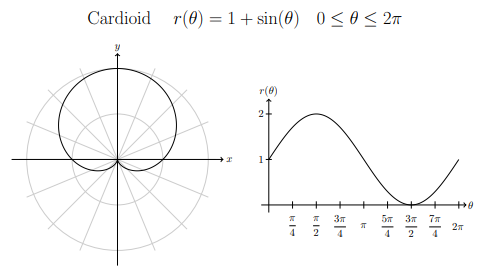 Cardioid r(θ) = 1 + sin(θ) 0 ≤ θ ≤ 2π
y
x
r(θ)
2
1
π/4 π/2 3π/4 π 5π/4 3π/2 7π/4 2π
θ